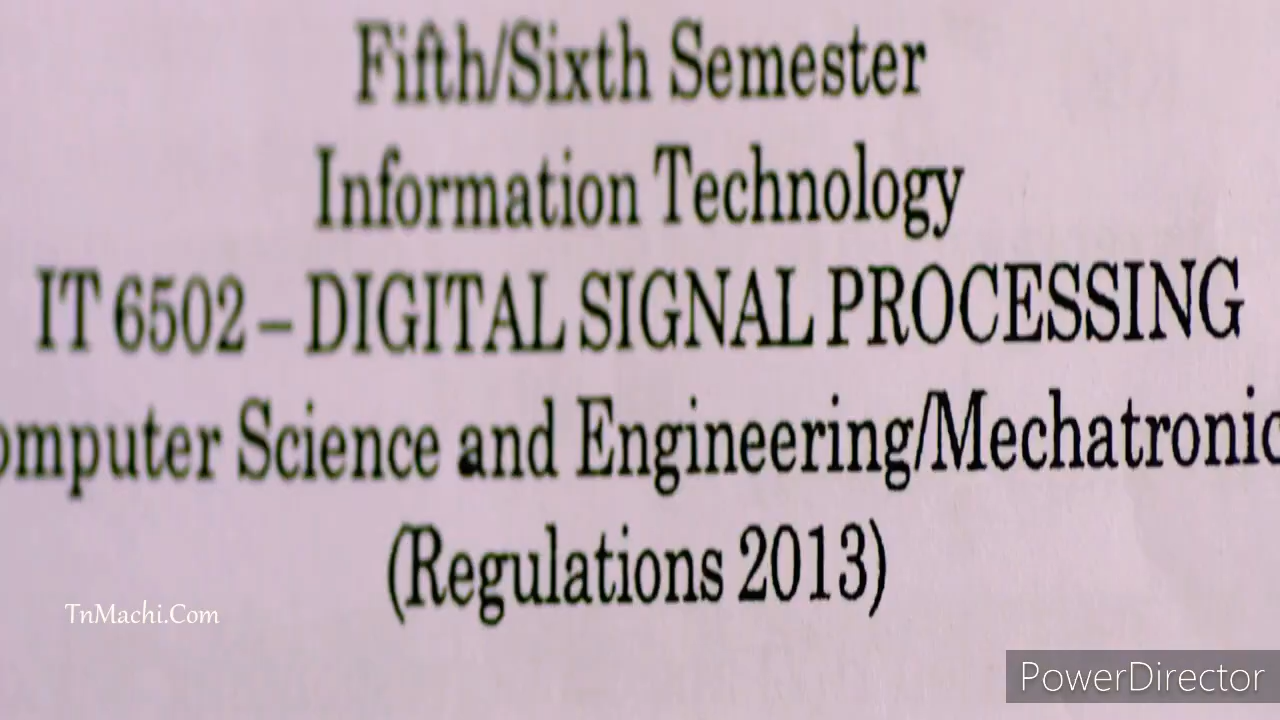 Fifth/Sixth Semester
Information Technology
IT 6502 – DIGITAL SIGNAL PROCESSING
omputer Science and Engineering/Mechatronic
(Regulations 2013)
TnMachi.Com
PowerDirector